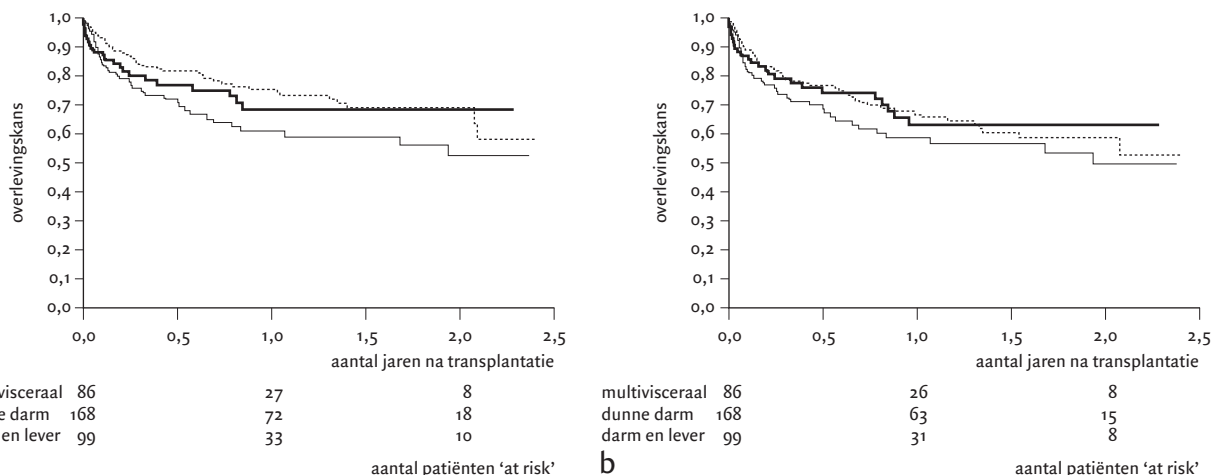 1,0
0,9
0,8
0,7
0,6
0,5
0,4
0,3
0,2
0,1
0,0
overlevingskans
0,0 0,5 1,0 1,5 2,0 2,5
aantal jaren na transplantatie
visceraal 86 27 8
e darm 168 72 18
en lever 99 33 10
aantal patiënten ‘at risk’
1,0
0,9
0,8
0,7
0,6
0,5
0,4
0,3
0,2
0,1
0,0
overlevingskans
0,0 0,5 1,0 1,5 2,0 2,5
aantal jaren na transplantatie
multivisceraal 86 26 8
dunne darm 168 63 15
darm en lever 99 31 8
b aantal patiënten ‘at risk’